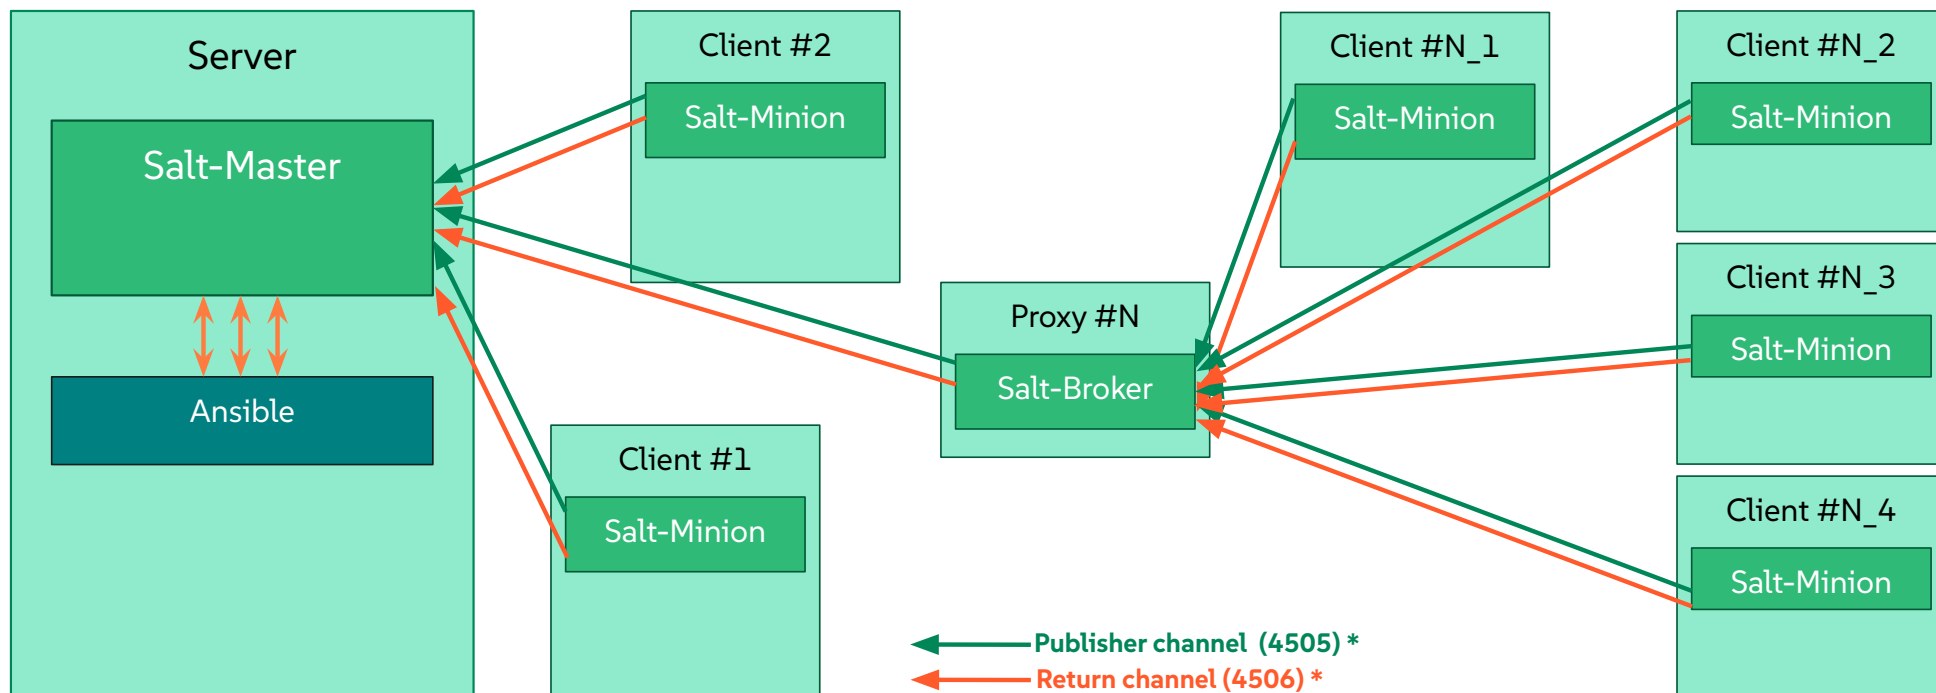 Server
Salt-Master
Ansible
Client #2
Salt-Minion
Client #1
Salt-Minion
Proxy #N
Salt-Broker
Client #N_1
Salt-Minion
Client #N_2
Salt-Minion
Client #N_3
Salt-Minion
Client #N_4
Salt-Minion
Publisher channel (4505) *
Return channel (4506) *